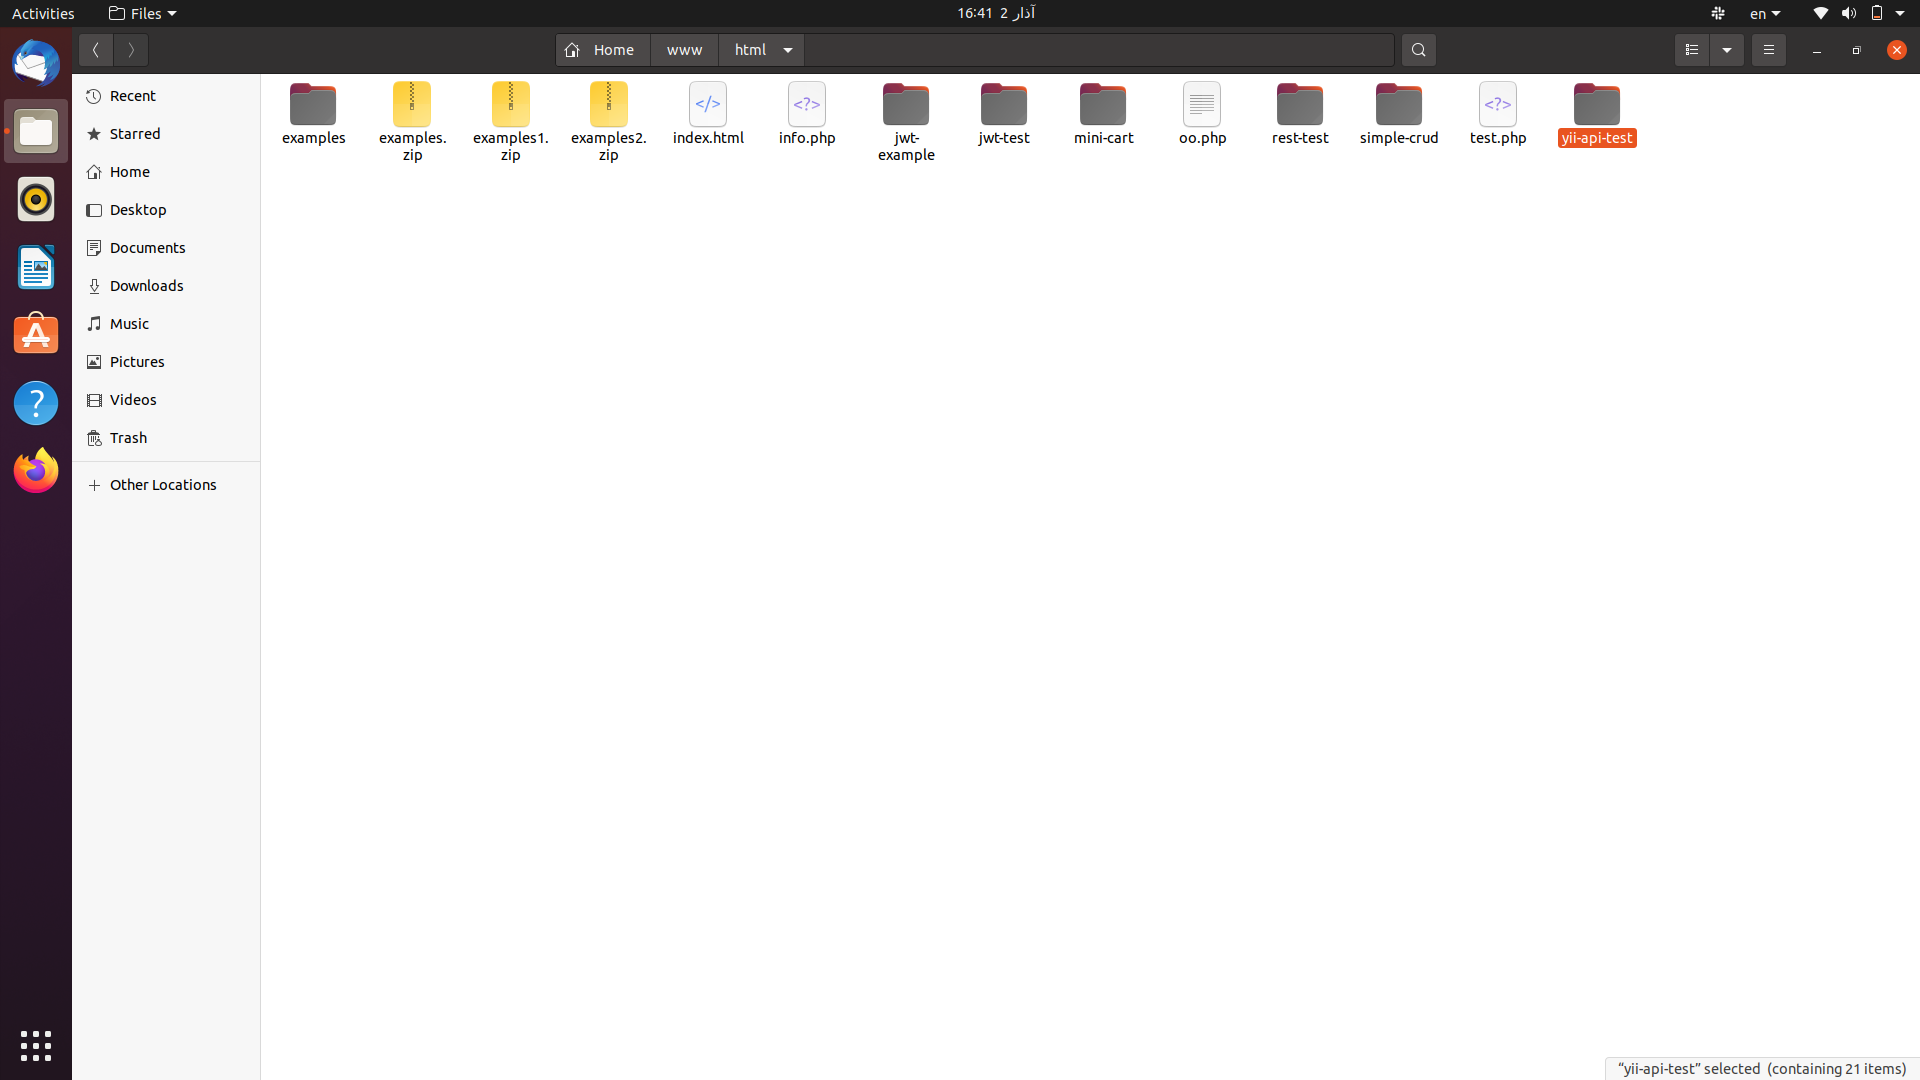 Activities
Files
16:41 2 آذار
en
Home
www
html
Recent
Starred
Home
Desktop
Documents
Downloads
Music
Pictures
Videos
Trash
Other Locations
examples
examples.
zip
examples1.
zip
examples2.
zip
index.html
info.php
jwt-
example
jwt-test
mini-cart
oo.php
rest-test
simple-crud
test.php
yii-api-test
“yii-api-test” selected (containing 21 items)